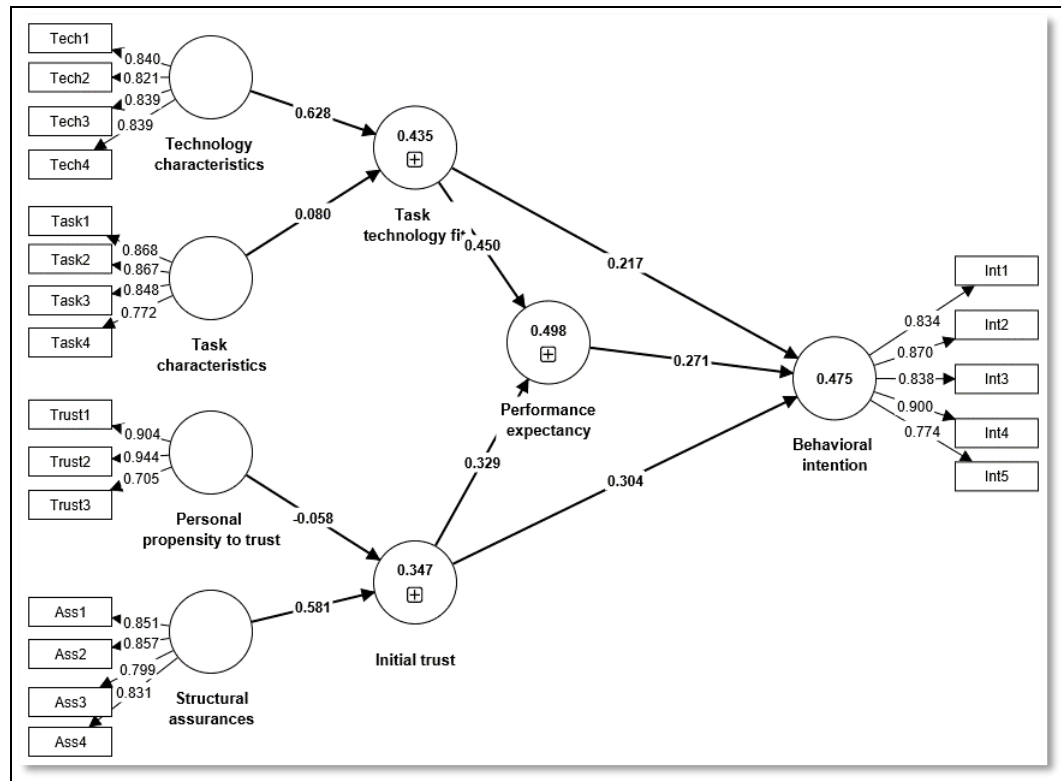 Tech1
0.840
Tech2
0.821
Tech3
0.839
0.839
Tech4
Technology
characteristics
0.628
0.435
Task
technology fit
Task1
0.868
Task2
0.867
Task3
0.848
0.772
Task4
Task
characteristics
0.080
0.450
0.217
0.498
Performance
expectancy
0.271
0.475
Behavioral
intention
Int1
0.834
Int2
0.870
Int3
0.838
0.900
Int4
0.774
Int5
Trust1
0.904
Trust2
0.944
0.705
Trust3
Personal
propensity to trust
-0.058
0.329
0.304
0.347
Initial trust
0.581
Ass1
0.851
0.857
Ass2
0.799
0.831
Ass3
Ass4
Structural
assurances